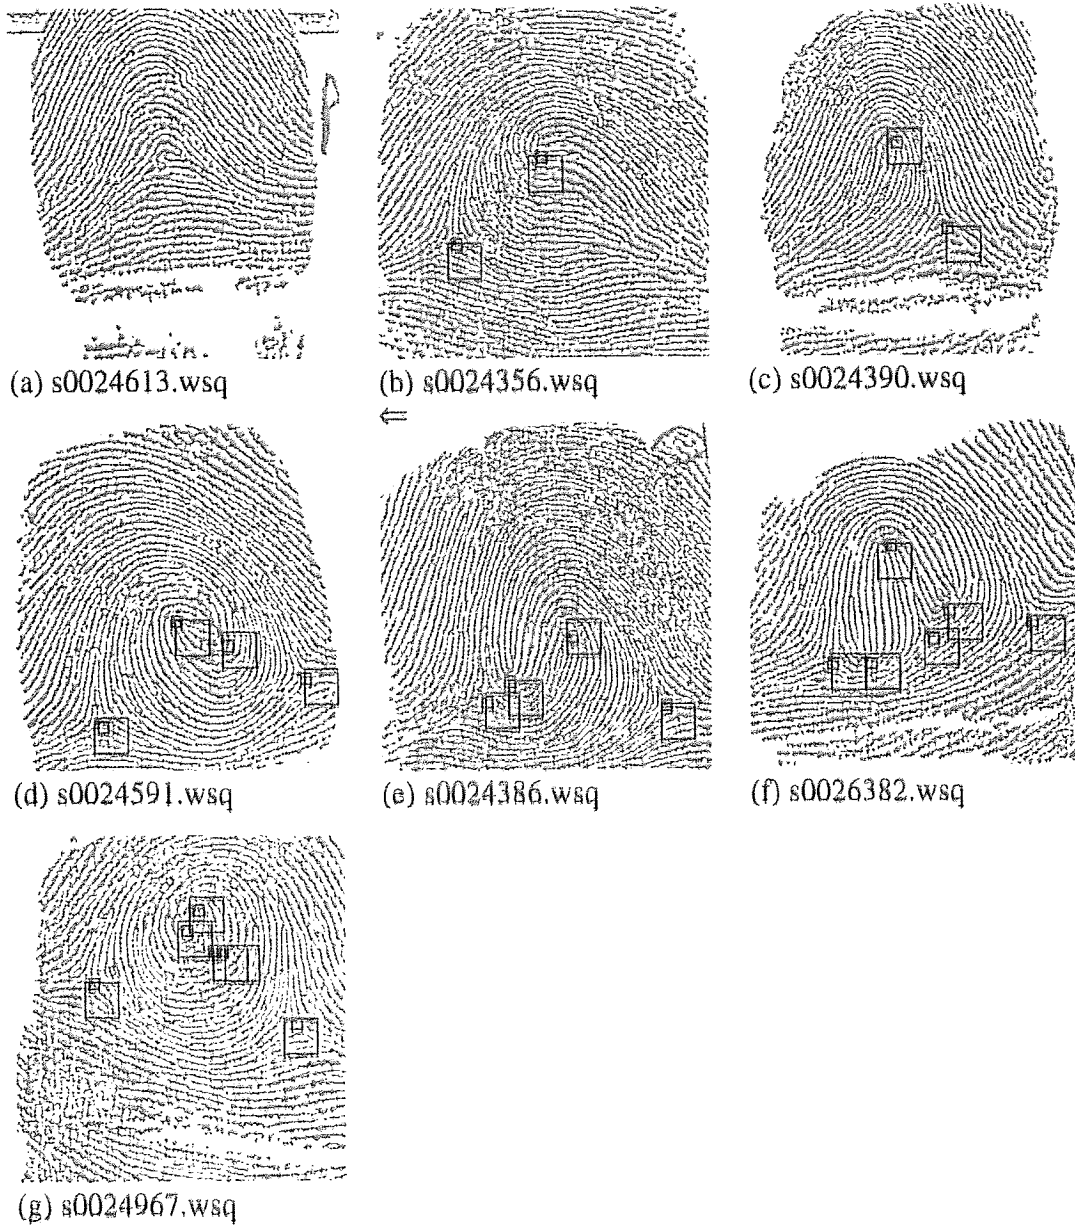 (a) s0024613.wsq
(b) s0024356.wsq
(c) s0024390.wsq
⇐
(d) s0024591.wsq
(e) s0024386.wsq
(f) s0026382.wsq
(g) s0024967.wsq